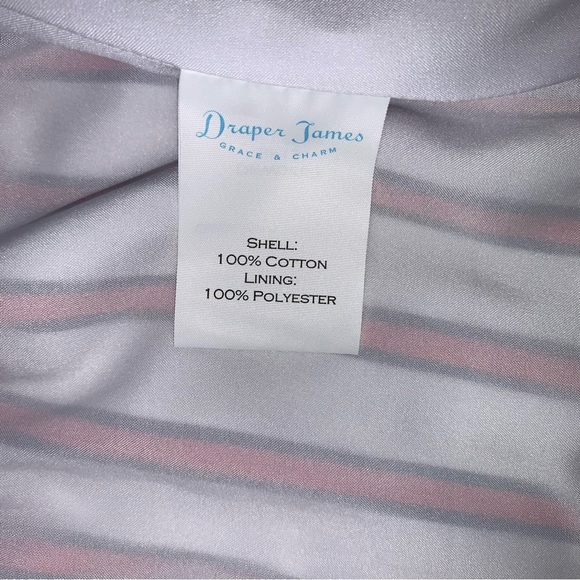 Draper James
GRACE & CHARM
SHELL:
100% COTTON
LINING:
100% POLYESTER